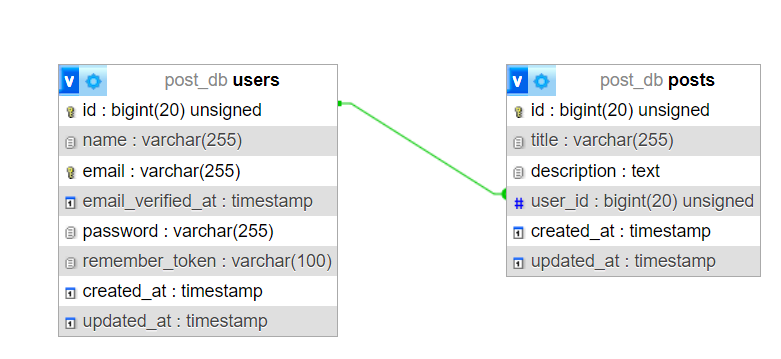 v post_db users
id : bigint(20) unsigned
name : varchar(255)
email : varchar(255)
email_verified_at : timestamp
password : varchar(255)
remember_token : varchar(100)
created_at : timestamp
updated_at : timestamp
v post_db posts
id : bigint(20) unsigned
title : varchar(255)
description : text
# user_id : bigint(20) unsigned
created_at : timestamp
updated_at : timestamp